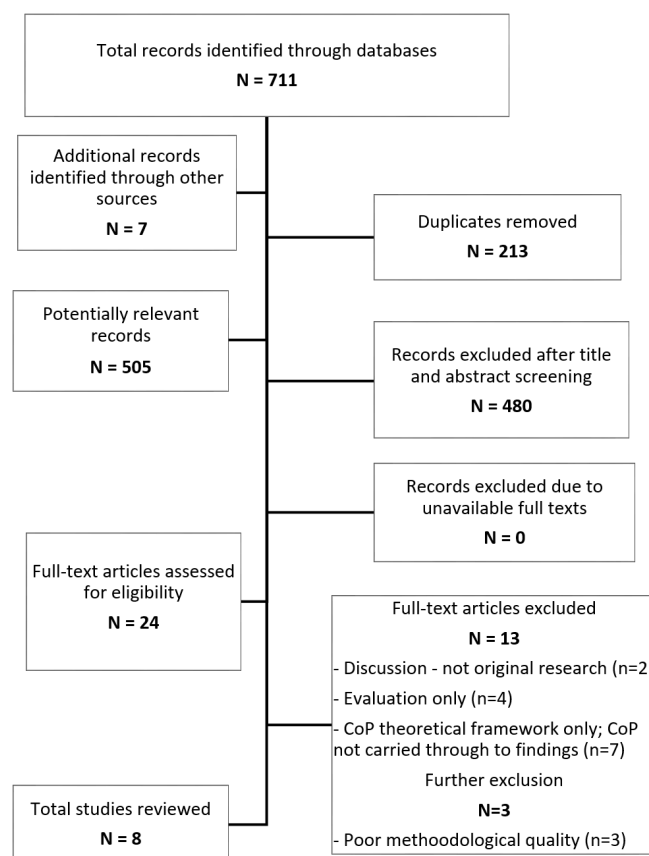 Total records identified through databases
N = 711
Additional records
identified through other
sources
N = 7
Duplicates removed
N = 213
Potentially relevant
records
N = 505
Records excluded after title
and abstract screening
N = 480
Records excluded due to
unavailable full texts
N = 0
Full-text articles assessed
for eligibility
N = 24
Full-text articles excluded
N = 13
- Discussion - not original research (n=2
- Evaluation only (n=4)
- CoP theoretical framework only; CoP
not carried through to findings (n=7)
Further exclusion
N=3
- Poor methoodological quality (n=3)
Total studies reviewed
N = 8